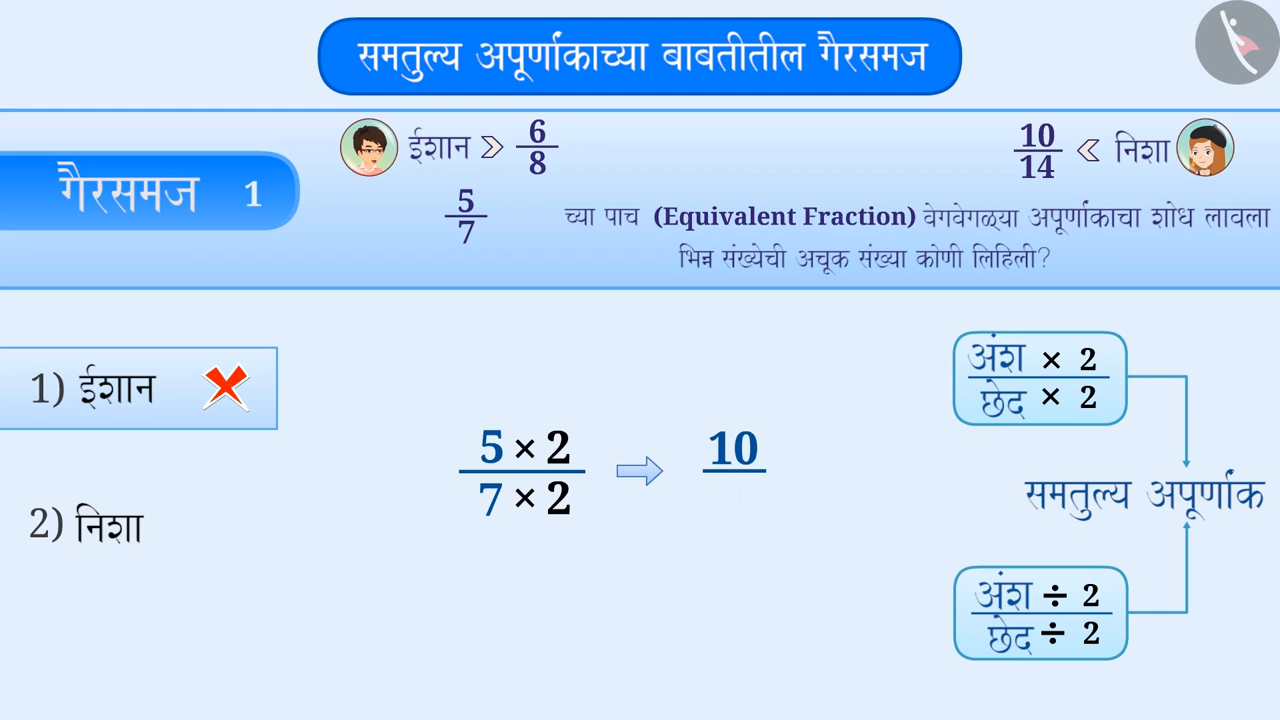 समतुल्य अपूर्णांकाच्या बाबतीतील गैरसमज
गैरसमज 1
ईशान 6/8
10/14 निशा
5/7 च्या पाच (Equivalent Fraction) वेगवेगळ्या अपूर्णांकाचा शोध लावला
भिन्न संख्येची अचूक संख्या कोणी लिहिली?
1) ईशान
2) निशा
5 × 2
7 × 2
10
अंश × 2
छेद × 2
समतुल्य अपूर्णांक
अंश ÷ 2
छेद ÷ 2